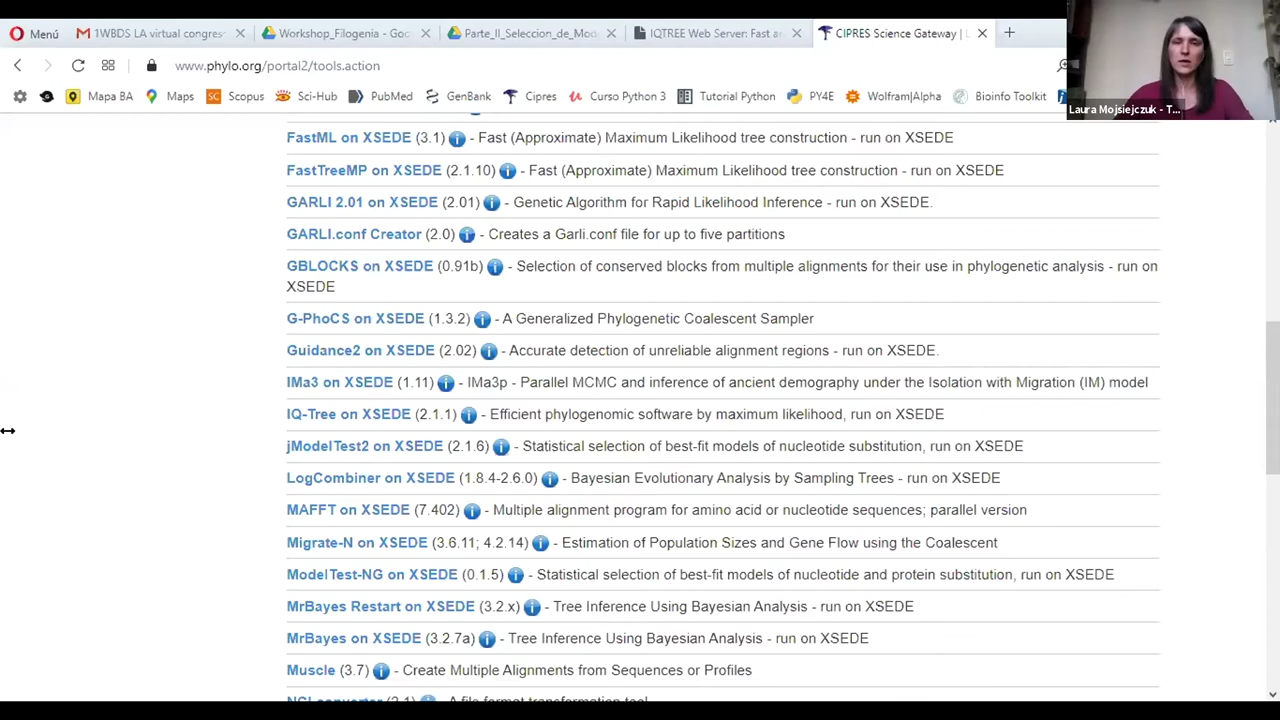 Menú
1WBDS LA virtual congres
Workshop_Filogenia - Goo
Parte_II_Seleccion_de_Mod
IQTREE Web Server: Fast an
CIPRES Science Gateway | L
www.phylo.org/portal2/tools.action
Mapa BA
Maps
SC Scopus
Sci-Hub
PubMed
GenBank
Cipres
Curso Python 3
Tutorial Python
PY4E
Wolfram|Alpha
Bioinfo Toolkit
Laura Mojsiejczuk - T...
FastML on XSEDE (3.1) - Fast (Approximate) Maximum Likelihood tree construction - run on XSEDE
FastTreeMP on XSEDE (2.1.10) - Fast (Approximate) Maximum Likelihood tree construction - run on XSEDE
GARLI 2.01 on XSEDE (2.01) - Genetic Algorithm for Rapid Likelihood Inference - run on XSEDE.
GARLI.conf Creator (2.0) - Creates a Garli.conf file for up to five partitions
GBLOCKS on XSEDE (0.91b) - Selection of conserved blocks from multiple alignments for their use in phylogenetic analysis - run on
XSEDE
G-PhoCS on XSEDE (1.3.2) - A Generalized Phylogenetic Coalescent Sampler
Guidance2 on XSEDE (2.02) - Accurate detection of unreliable alignment regions - run on XSEDE.
IMa3 on XSEDE (1.11) - IMa3p - Parallel MCMC and inference of ancient demography under the Isolation with Migration (IM) model
IQ-Tree on XSEDE (2.1.1) - Efficient phylogenomic software by maximum likelihood, run on XSEDE
jModelTest2 on XSEDE (2.1.6) - Statistical selection of best-fit models of nucleotide substitution, run on XSEDE
LogCombiner on XSEDE (1.8.4-2.6.0) - Bayesian Evolutionary Analysis by Sampling Trees - run on XSEDE
MAFFT on XSEDE (7.402) - Multiple alignment program for amino acid or nucleotide sequences; parallel version
Migrate-N on XSEDE (3.6.11; 4.2.14) - Estimation of Population Sizes and Gene Flow using the Coalescent
ModelTest-NG on XSEDE (0.1.5) - Statistical selection of best-fit models of nucleotide and protein substitution, run on XSEDE
MrBayes Restart on XSEDE (3.2.x) - Tree Inference Using Bayesian Analysis - run on XSEDE
MrBayes on XSEDE (3.2.7a) - Tree Inference Using Bayesian Analysis - run on XSEDE
Muscle (3.7) - Create Multiple Alignments from Sequences or Profiles
NCLconverter (2.1) - A file format transformation tool